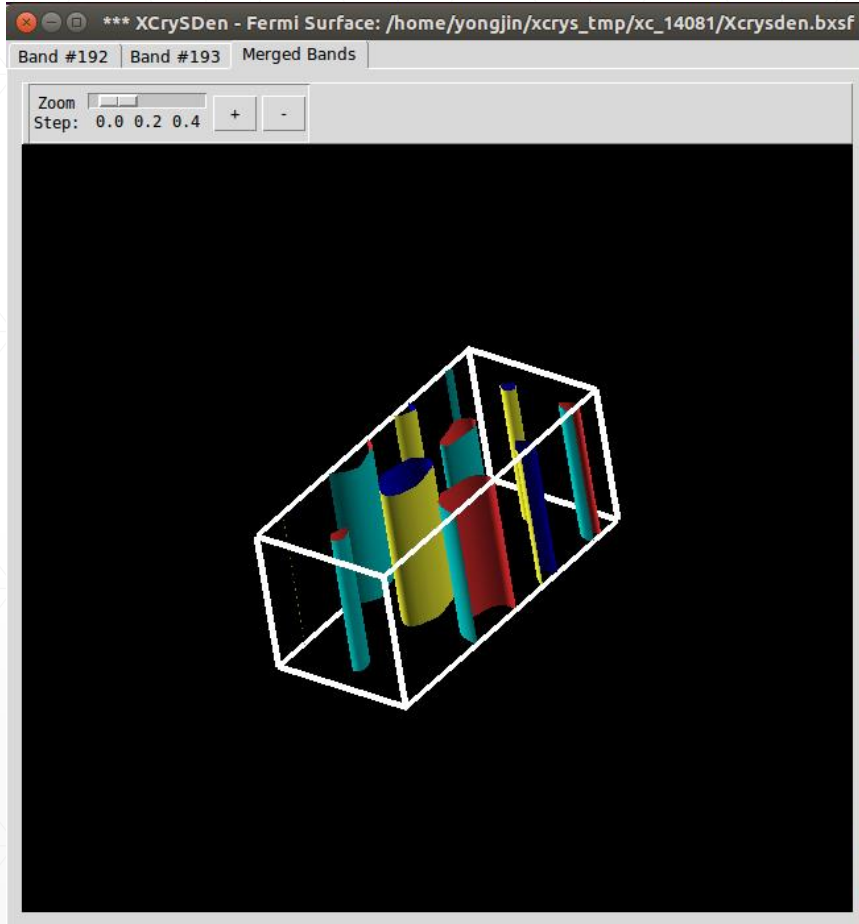 *** XCrySDen - Fermi Surface: /home/yongjin/xcrys_tmp/xc_14081/Xcrysden.bxsf
Band #192 Band #193 Merged Bands
Zoom
Step: 0.0 0.2 0.4 + -